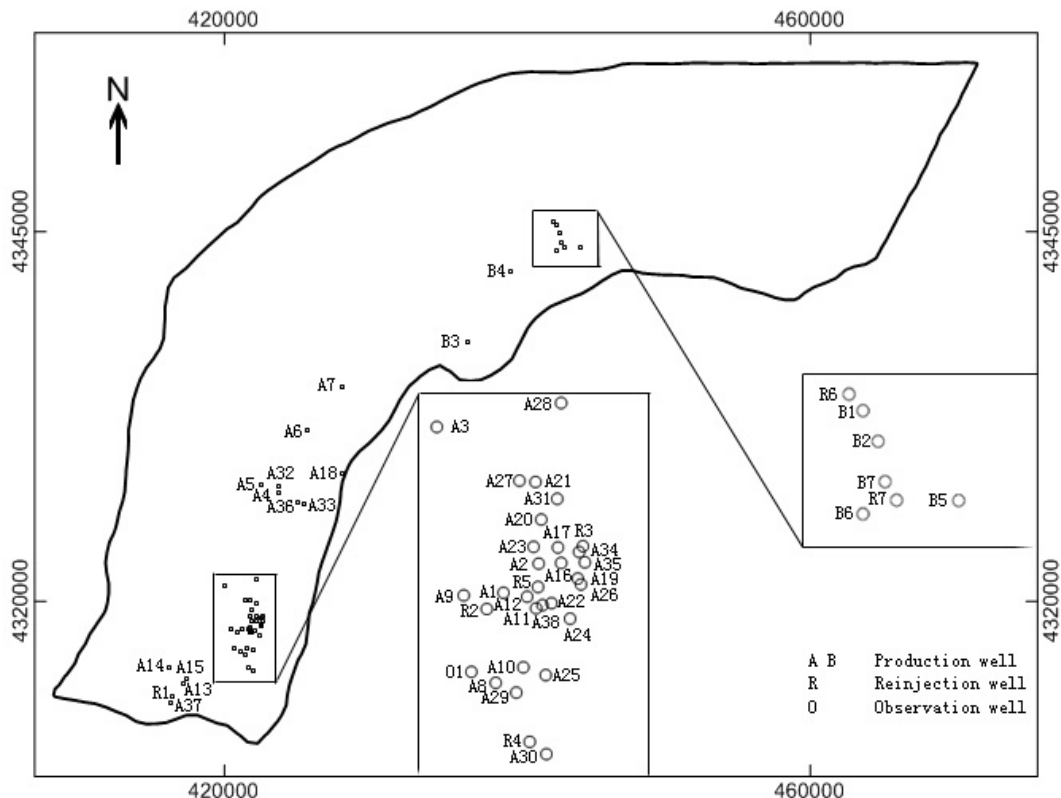 420000 460000
N
4345000 4345000
B4
B3
A7
A28
A3
R6
B1
A6
B2
A32 A18
A5
A4
A36 A33
A27 A21
A31
B7
R7 B5
B6
A20
A17 R3
A23 A34
A2 A35
A16 A19
R5 A26
4320000 4320000
A9 A1
R2 A12 A22
A11 A38
A24
A14 A15
A13
R1
A37
O1 A10 A25
A8
A29
R4
A30
A B Production well
R Reinjection well
O Observation well
420000 460000